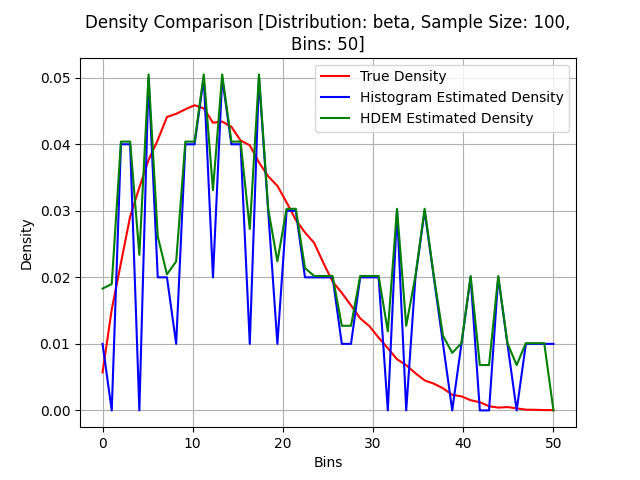 Density Comparison [Distribution: beta, Sample Size: 100,
Bins: 50]
True Density
Histogram Estimated Density
HDEM Estimated Density
Density
0.05
0.04
0.03
0.02
0.01
0.00
0 10 20 30 40 50
Bins